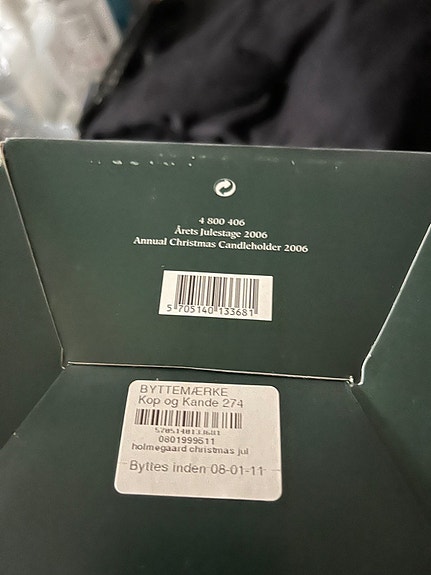 4 800 406
Årets Julestage 2006
Annual Christmas Candleholder 2006
5 705140 133681
BYTTEMÆRKE
Kop og Kande 274
5705140133681
0801999511
holmegaard christmas jul
Byttes inden 08-01-11